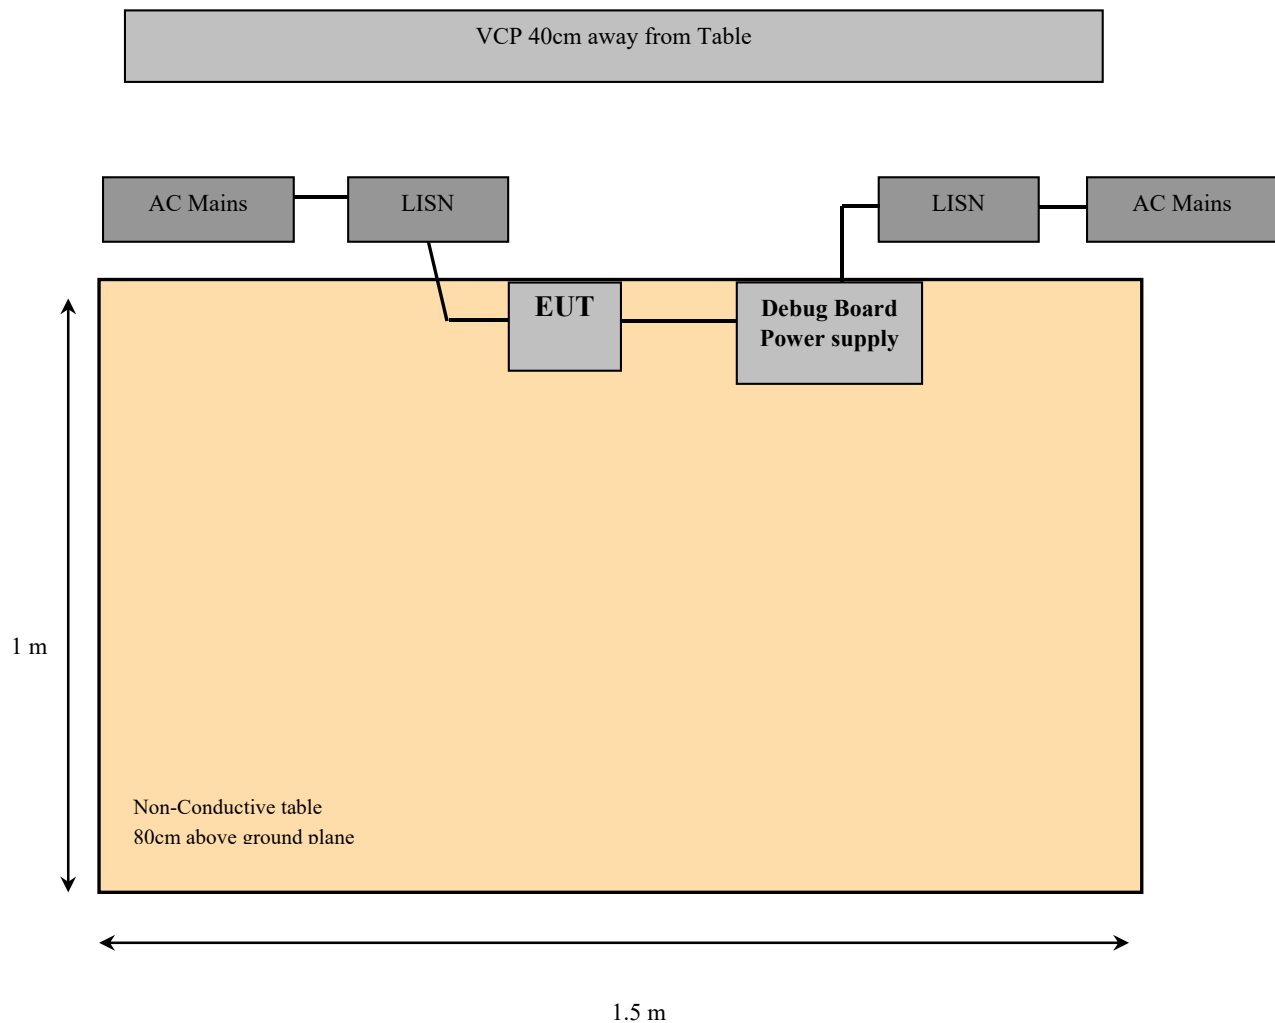 VCP 40cm away from Table
AC Mains
LISN
LISN
AC Mains
EUT
Debug Board
Power supply
1 m
Non-Conductive table
80cm above ground plane
1.5 m